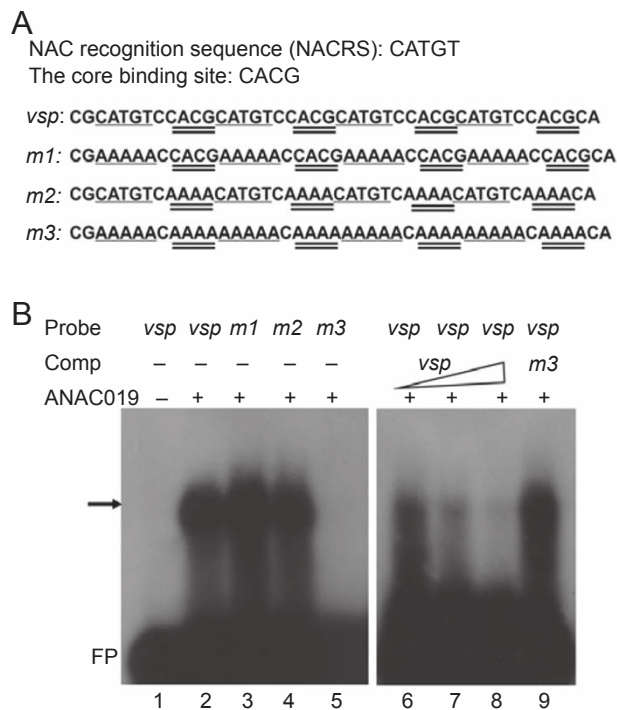 A
NAC recognition sequence (NACRS): CATGT
The core binding site: CACG
vsp: CGCATGTCCACGCATGTCCACGCATGTCCACGCATGTCCACGCA
m1: CGAAAAACCACGAAAAACCACGAAAAACCACGAAAAACCACGCA
m2: CGCATGTCAAAACATGTCAAAACATGTCAAAACATGTCAAAACA
m3: CGAAAAACAAAAAAAAACAAAAAAAAACAAAAAAAAACAAAACA
B
Probe vsp vsp m1 m2 m3 vsp vsp vsp vsp
Comp – – – – – vsp m3
ANAC019 – + + + + + + + +
FP
1 2 3 4 5 6 7 8 9